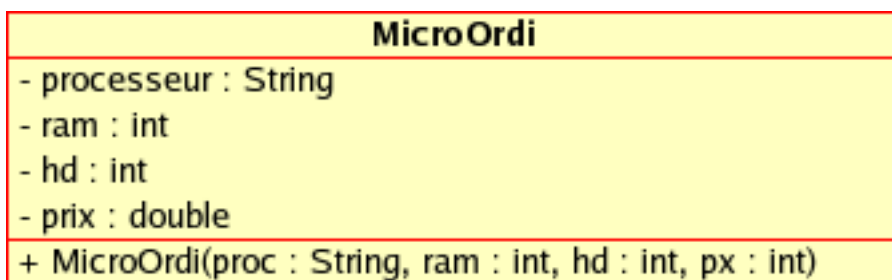 MicroOrdi
- processeur : String
- ram : int
- hd : int
- prix : double
+ MicroOrdi(proc : String, ram : int, hd : int, px : int)